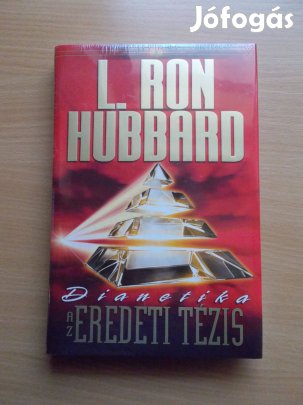 Jófogás
L. RON
HUBBARD
Dianetika
AZ EREDETI TÉZIS